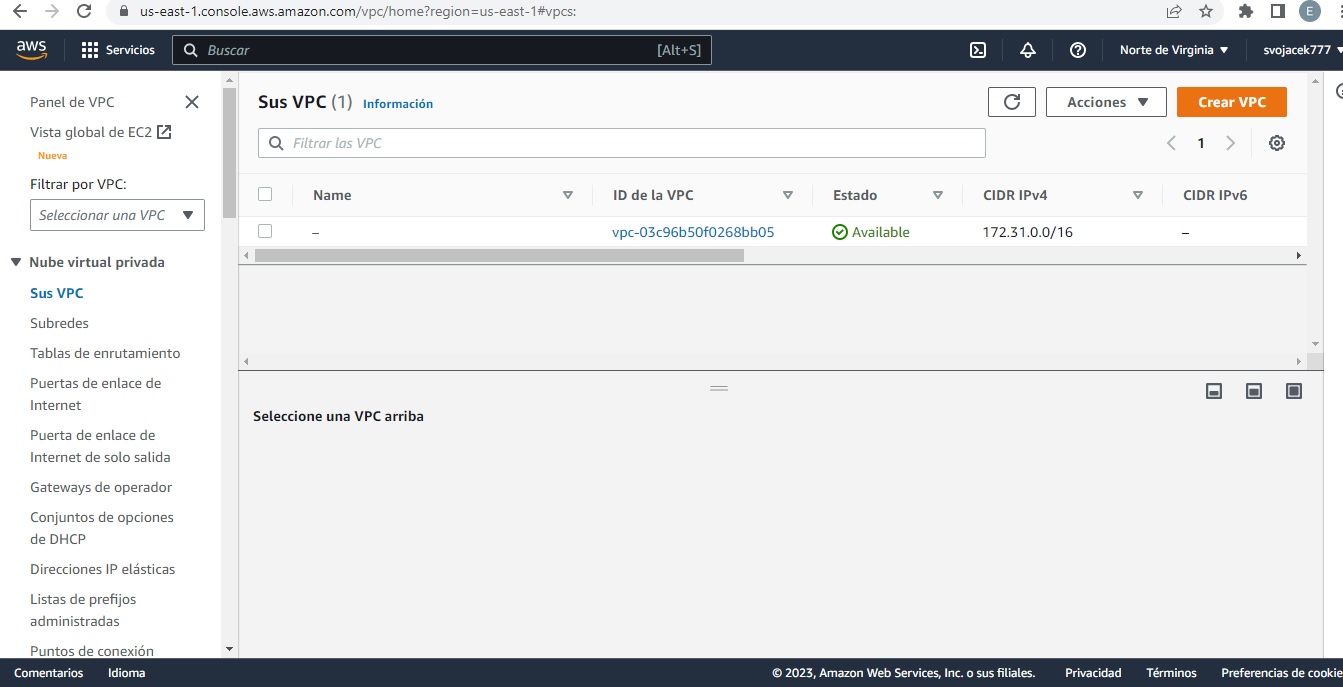 us-east-1.console.aws.amazon.com/vpc/home?region=us-east-1#vpcs:
E
aws
Servicios
Buscar
[Alt+S]
Norte de Virginia
svojacek777
Panel de VPC
Vista global de EC2
Nueva
Filtrar por VPC:
Seleccionar una VPC
Nube virtual privada
Sus VPC
Subredes
Tablas de enrutamiento
Puertas de enlace de
Internet
Puerta de enlace de
Internet de solo salida
Gateways de operador
Conjuntos de opciones
de DHCP
Direcciones IP elásticas
Listas de prefijos
administradas
Puntos de conexión
Sus VPC (1) Información
Acciones
Crear VPC
Filtrar las VPC
1
Name ID de la VPC Estado CIDR IPv4 CIDR IPv6
– vpc-03c96b50f0268bb05 Available 172.31.0.0/16 –
Seleccione una VPC arriba
Comentarios Idioma © 2023, Amazon Web Services, Inc. o sus filiales. Privacidad Términos Preferencias de cookie